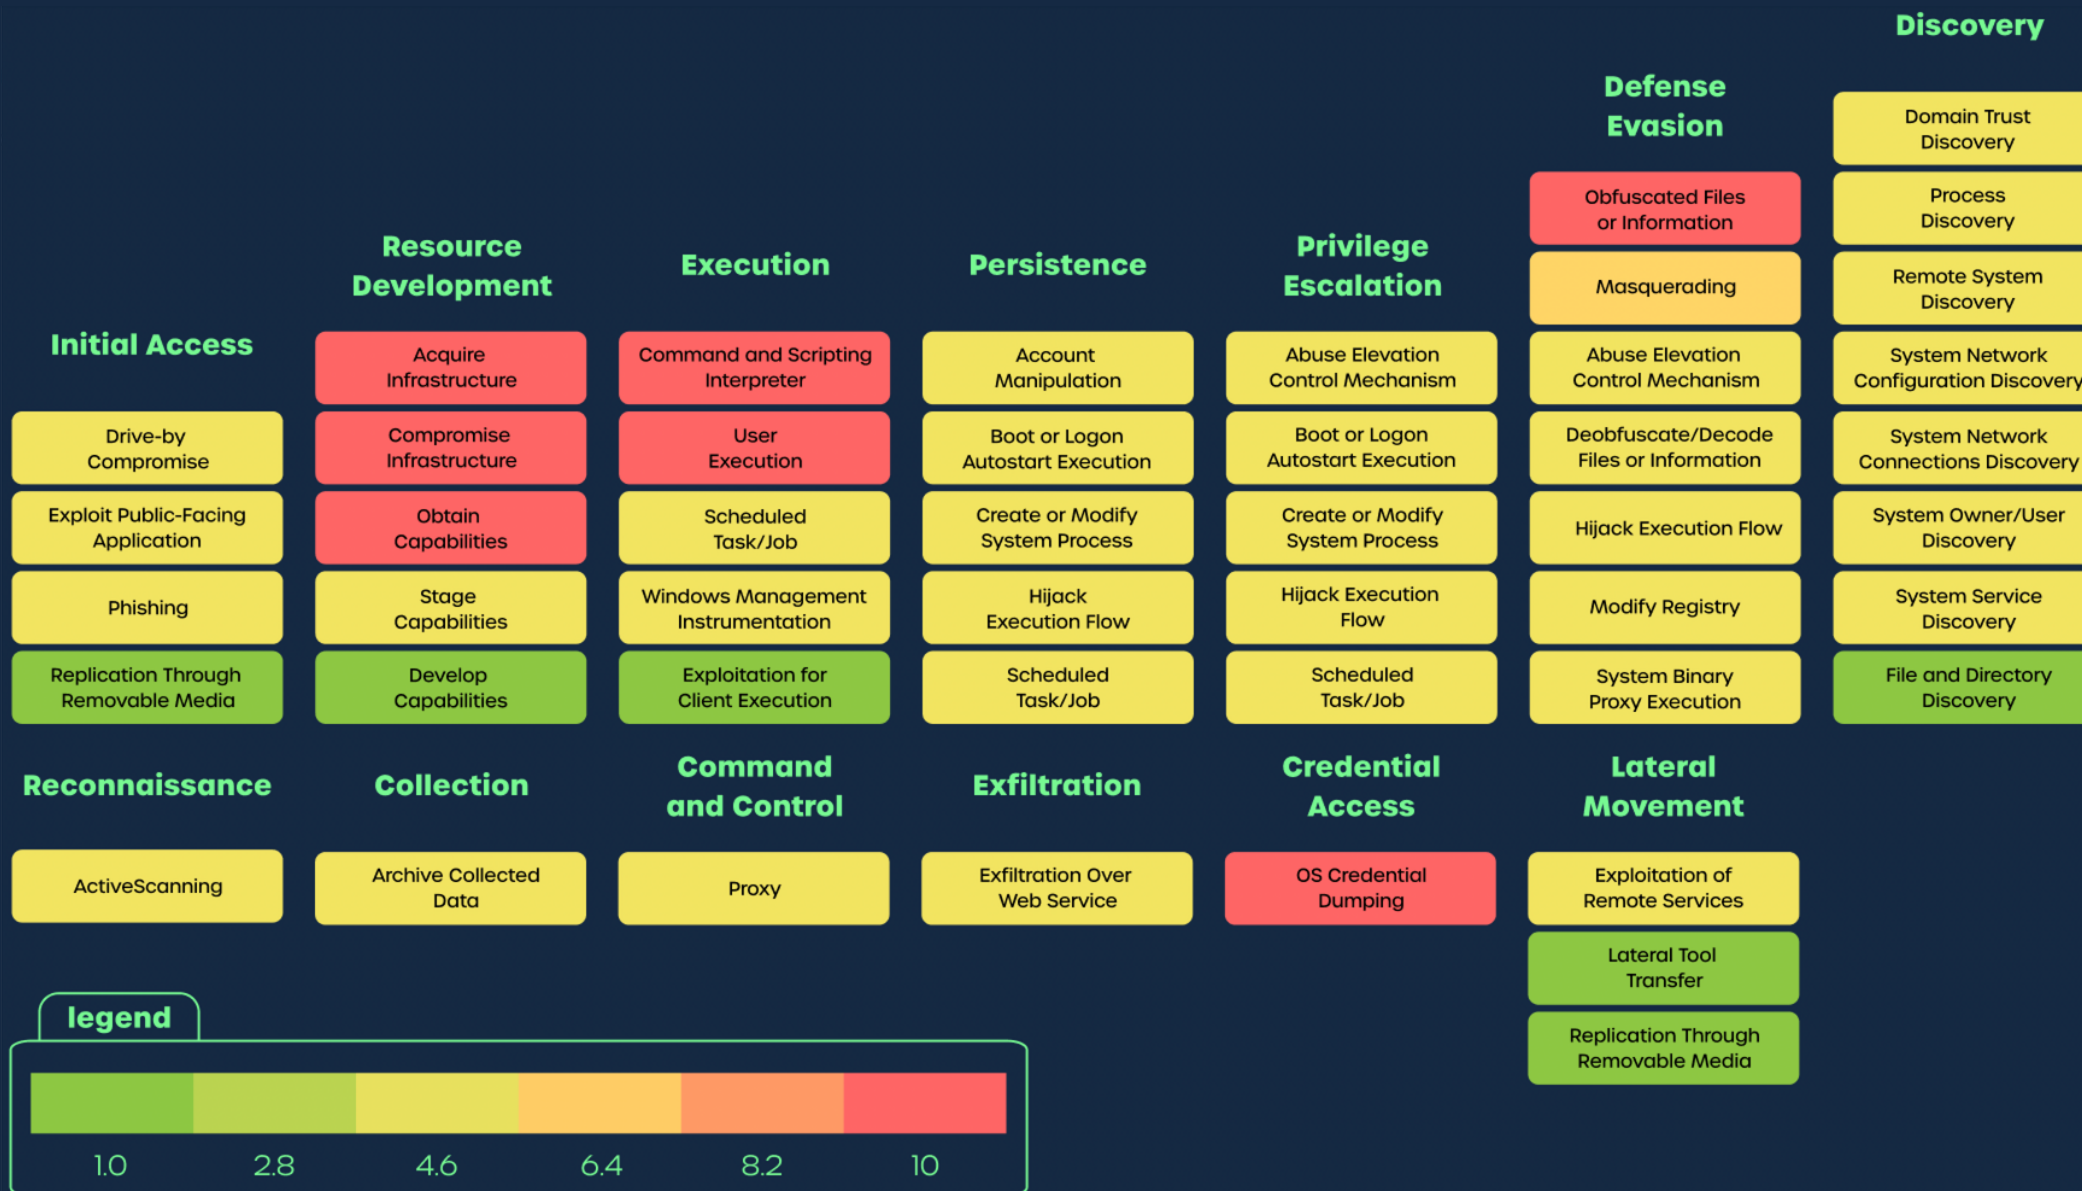 Initial Access
Drive-by
Compromise
Exploit Public-Facing
Application
Phishing
Replication Through
Removable Media
Resource
Development
Acquire
Infrastructure
Compromise
Infrastructure
Obtain
Capabilities
Stage
Capabilities
Develop
Capabilities
Execution
Command and Scripting
Interpreter
User
Execution
Scheduled
Task/Job
Windows Management
Instrumentation
Exploitation for
Client Execution
Persistence
Account
Manipulation
Boot or Logon
Autostart Execution
Create or Modify
System Process
Hijack
Execution Flow
Scheduled
Task/Job
Privilege
Escalation
Abuse Elevation
Control Mechanism
Boot or Logon
Autostart Execution
Create or Modify
System Process
Hijack Execution
Flow
Scheduled
Task/Job
Defense
Evasion
Obfuscated Files
or Information
Masquerading
Abuse Elevation
Control Mechanism
Deobfuscate/Decode
Files or Information
Hijack Execution Flow
Modify Registry
System Binary
Proxy Execution
Discovery
Domain Trust
Discovery
Process
Discovery
Remote System
Discovery
System Network
Configuration Discovery
System Network
Connections Discovery
System Owner/User
Discovery
System Service
Discovery
File and Directory
Discovery
Reconnaissance
ActiveScanning
Collection
Archive Collected
Data
Command
and Control
Proxy
Exfiltration
Exfiltration Over
Web Service
Credential
Access
OS Credential
Dumping
Lateral
Movement
Exploitation of
Remote Services
Lateral Tool
Transfer
Replication Through
Removable Media
legend
1.0 2.8 4.6 6.4 8.2 10